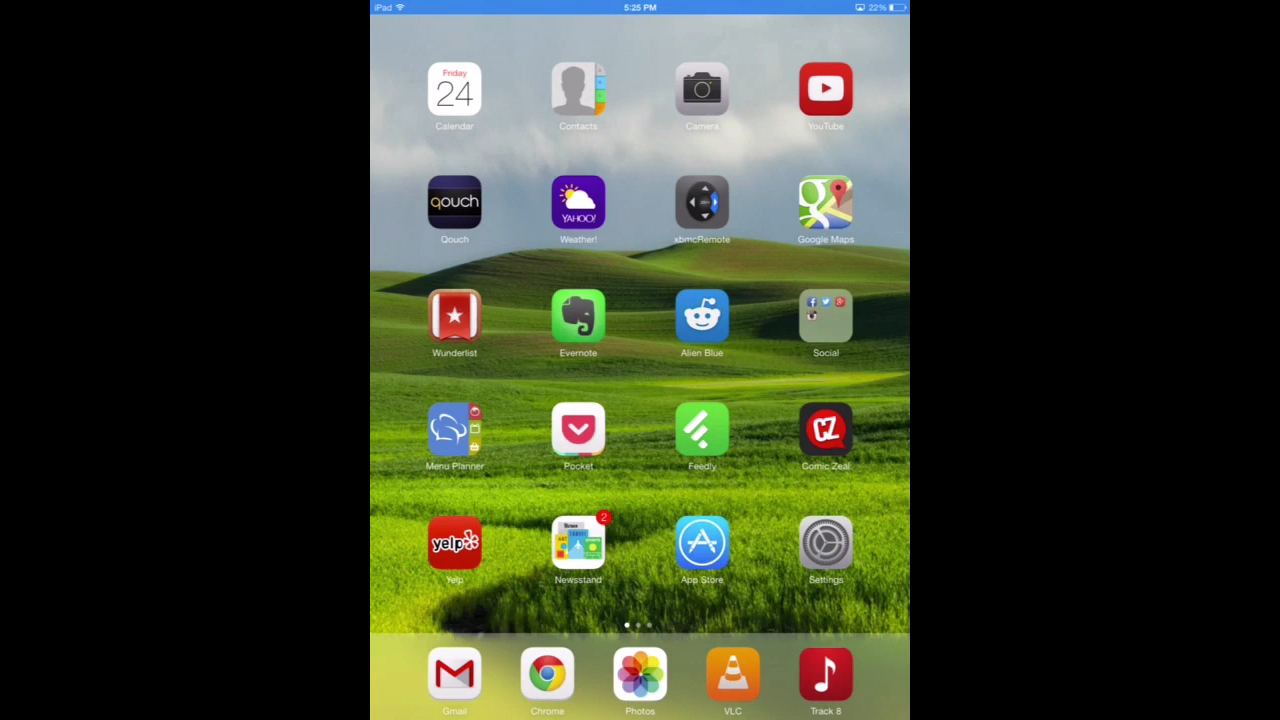 iPad 5:25 PM 22%
Friday
24
Calendar Contacts Camera YouTube
qouch YAHOO!
Qouch Weather! xbmcRemote Google Maps
Wunderlist Evernote Alien Blue Social
CZ
Menu Planner Pocket Feedly Comic Zeal
yelp 2
Yelp Newsstand App Store Settings
Gmail Chrome Photos VLC Track 8